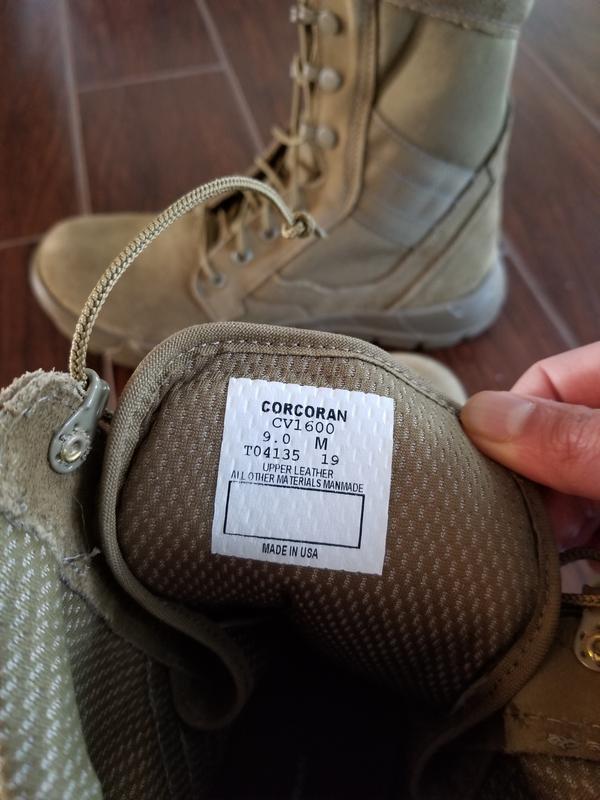 CORCORAN
CV1600
9.0 M
T04135 19
UPPER LEATHER
ALL OTHER MATERIALS MANMADE
MADE IN USA